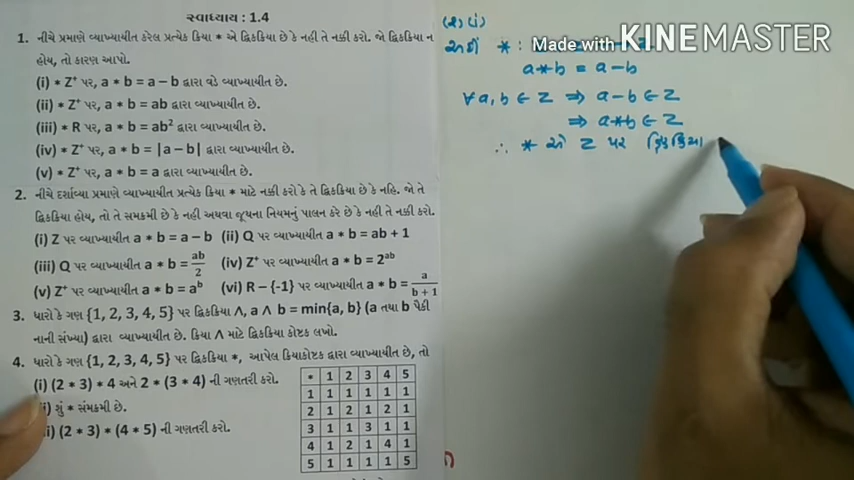 સ્વાધ્યાય : 1.4
1. નીચે પ્રમાણે વ્યાખ્યાયીત કરેલ પ્રત્યેક ક્રિયા * એ દ્વિક્રિયા છે કે નહી તે નક્કી કરો. જો દ્વિક્રિયા ન
હોય, તો કારણ આપો.
(i) * Z⁺ પર, a * b = a – b દ્વારા વડે વ્યાખ્યાયીત છે.
(ii) * Z⁺ પર, a * b = ab દ્વારા વ્યાખ્યાયીત છે.
(iii) * R પર, a * b = ab² દ્વારા વ્યાખ્યાયીત છે.
(iv) * Z⁺ પર, a * b = |a – b| દ્વારા વ્યાખ્યાયીત છે.
(v) * Z⁺ પર, a * b = a દ્વારા વ્યાખ્યાયીત છે.
2. નીચે દર્શાવ્યા પ્રમાણે વ્યાખ્યાયીત પ્રત્યેક ક્રિયા * માટે નક્કી કરો કે તે દ્વિક્રિયા છે કે નહિ. જો તે
દ્વિક્રિયા હોય, તો તે સમક્રમી છે કે નહી અથવા જૂથના નિયમનું પાલન કરે છે કે નહી તે નક્કી કરો.
(i) Z પર વ્યાખ્યાયીત a * b = a – b (ii) Q પર વ્યાખ્યાયીત a * b = ab + 1
(iii) Q પર વ્યાખ્યાયીત a * b = ab/2 (iv) Z⁺ પર વ્યાખ્યાયીત a * b = 2^ab
(v) Z⁺ પર વ્યાખ્યાયીત a * b = a^b (vi) R – {-1} પર વ્યાખ્યાયીત a * b = a/(b + 1)
3. ધારો કે ગણ {1, 2, 3, 4, 5} પર દ્વિક્રિયા ∧, a ∧ b = min{a, b} (a તથા b પૈકી
નાની સંખ્યા) દ્વારા વ્યાખ્યાયીત છે. ક્રિયા ∧ માટે દ્વિક્રિયા કોષ્ટક લખો.
4. ધારો કે ગણ {1, 2, 3, 4, 5} પર દ્વિક્રિયા *, આપેલ ક્રિયાકોષ્ટક દ્વારા વ્યાખ્યાયીત છે, તો
(i) (2 * 3) * 4 અને 2 * (3 * 4) ની ગણતરી કરો.
શું * સંમક્રમી છે.
(2 * 3) * (4 * 5) ની ગણતરી કરો.
* 1 2 3 4 5
1 1 1 1 1 1
2 1 2 1 2 1
3 1 1 3 1 1
4 1 2 1 4 1
5 1 1 1 1 5
(૨) (i)
અહીં * :
Made with KINEMASTER
a * b = a – b
∀ a, b ∈ Z ⇒ a – b ∈ Z
⇒ a * b ∈ Z
∴ * એ Z પર દ્વિક્રિયા